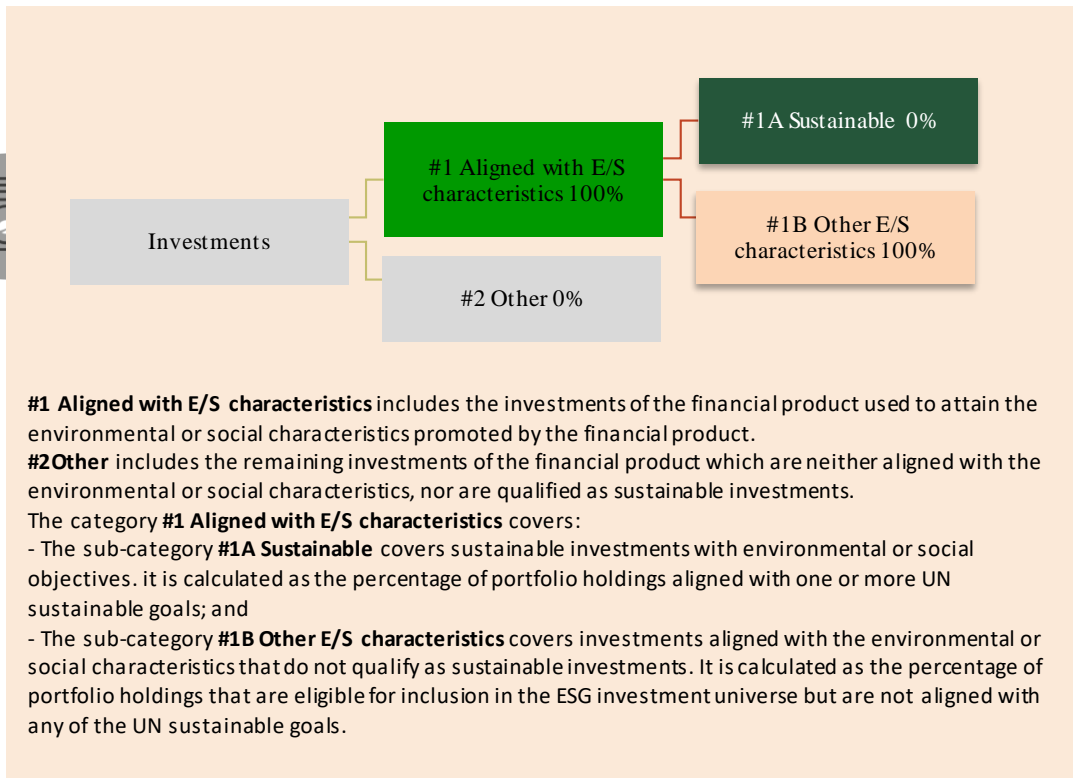 #1A Sustainable 0%
#1 Aligned with E/S
characteristics 100%
#1B Other E/S
characteristics 100%
Investments
#2 Other 0%
#1 Aligned with E/S characteristics includes the investments of the financial product used to attain the
environmental or social characteristics promoted by the financial product.
#2Other includes the remaining investments of the financial product which are neither aligned with the
environmental or social characteristics, nor are qualified as sustainable investments.
The category #1 Aligned with E/S characteristics covers:
- The sub-category #1A Sustainable covers sustainable investments with environmental or social
objectives. it is calculated as the percentage of portfolio holdings aligned with one or more UN
sustainable goals; and
- The sub-category #1B Other E/S characteristics covers investments aligned with the environmental or
social characteristics that do not qualify as sustainable investments. It is calculated as the percentage of
portfolio holdings that are eligible for inclusion in the ESG investment universe but are not aligned with
any of the UN sustainable goals.